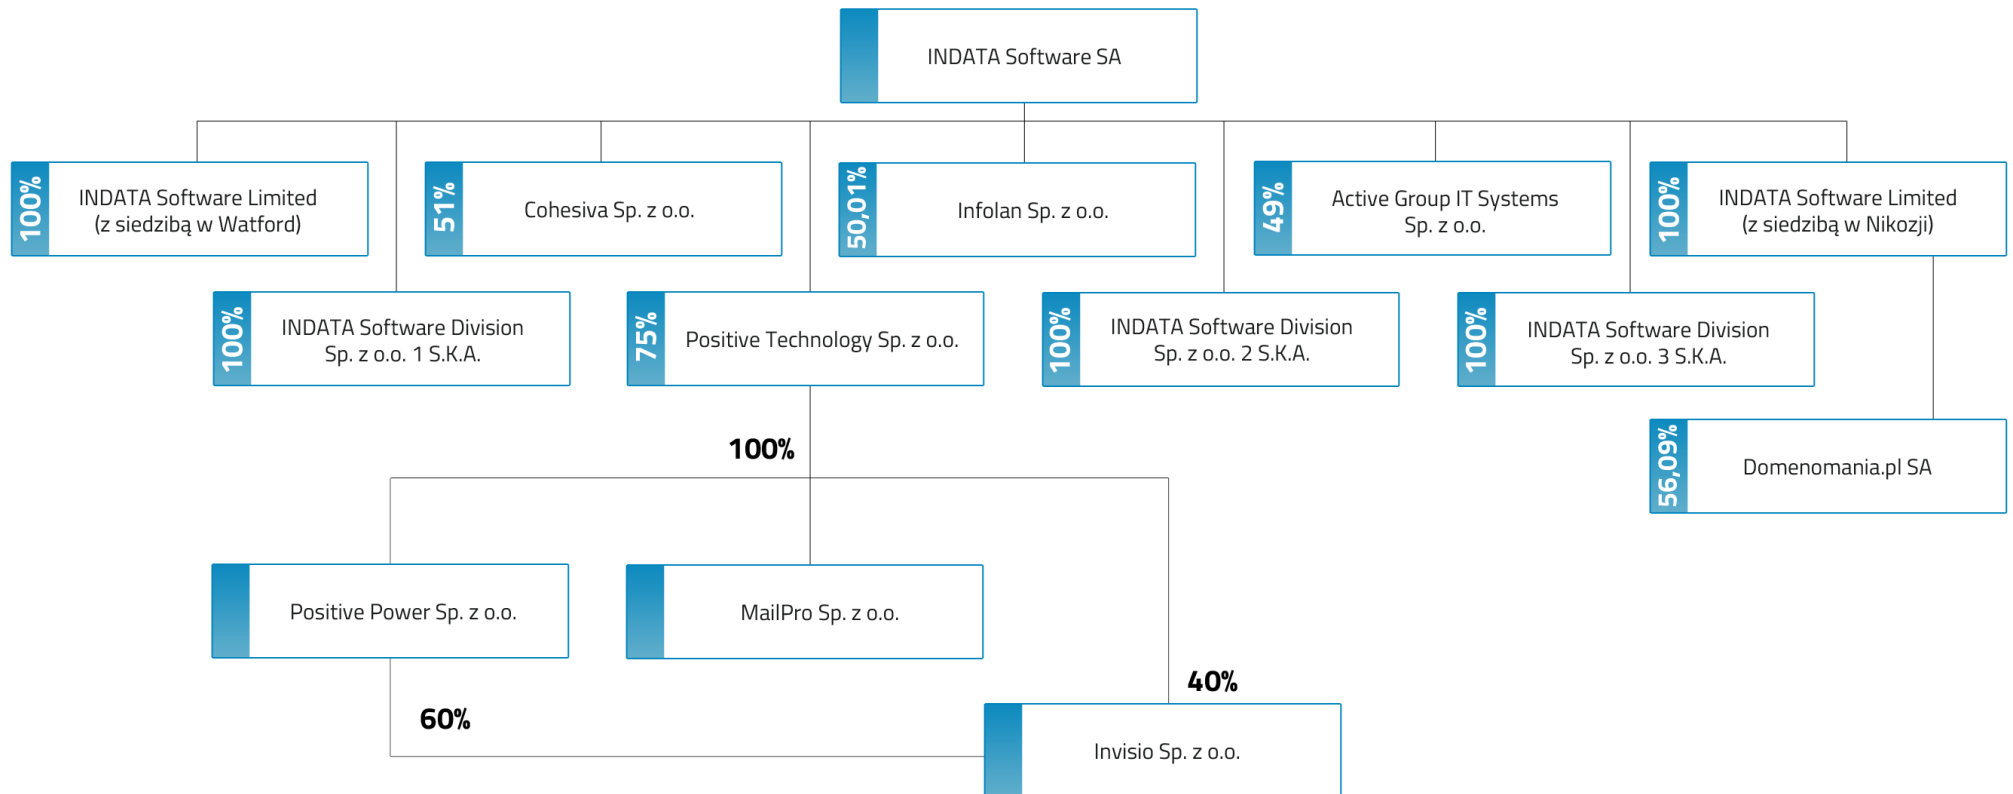 INDATA Software SA
100%
INDATA Software Limited
(z siedzibą w Watford)
51%
Cohesiva Sp. z o.o.
50,01%
Infolan Sp. z o.o.
49%
Active Group IT Systems
Sp. z o.o.
100%
INDATA Software Limited
(z siedzibą w Nikozji)
100%
INDATA Software Division
Sp. z o.o. 1 S.K.A.
75%
Positive Technology Sp. z o.o.
100%
INDATA Software Division
Sp. z o.o. 2 S.K.A.
100%
INDATA Software Division
Sp. z o.o. 3 S.K.A.
100%
56,09%
Domenomania.pl SA
Positive Power Sp. z o.o.
MailPro Sp. z o.o.
40%
60%
Invisio Sp. z o.o.